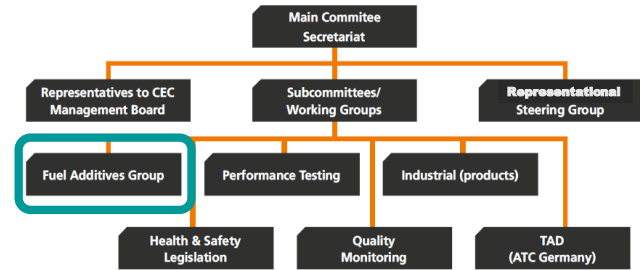 Main Commitee
Secretariat
Representatives to CEC
Management Board
Subcommittees/
Working Groups
Representational
Steering Group
Fuel Additives Group
Performance Testing
Industrial (products)
Health & Safety
Legislation
Quality
Monitoring
TAD
(ATC Germany)